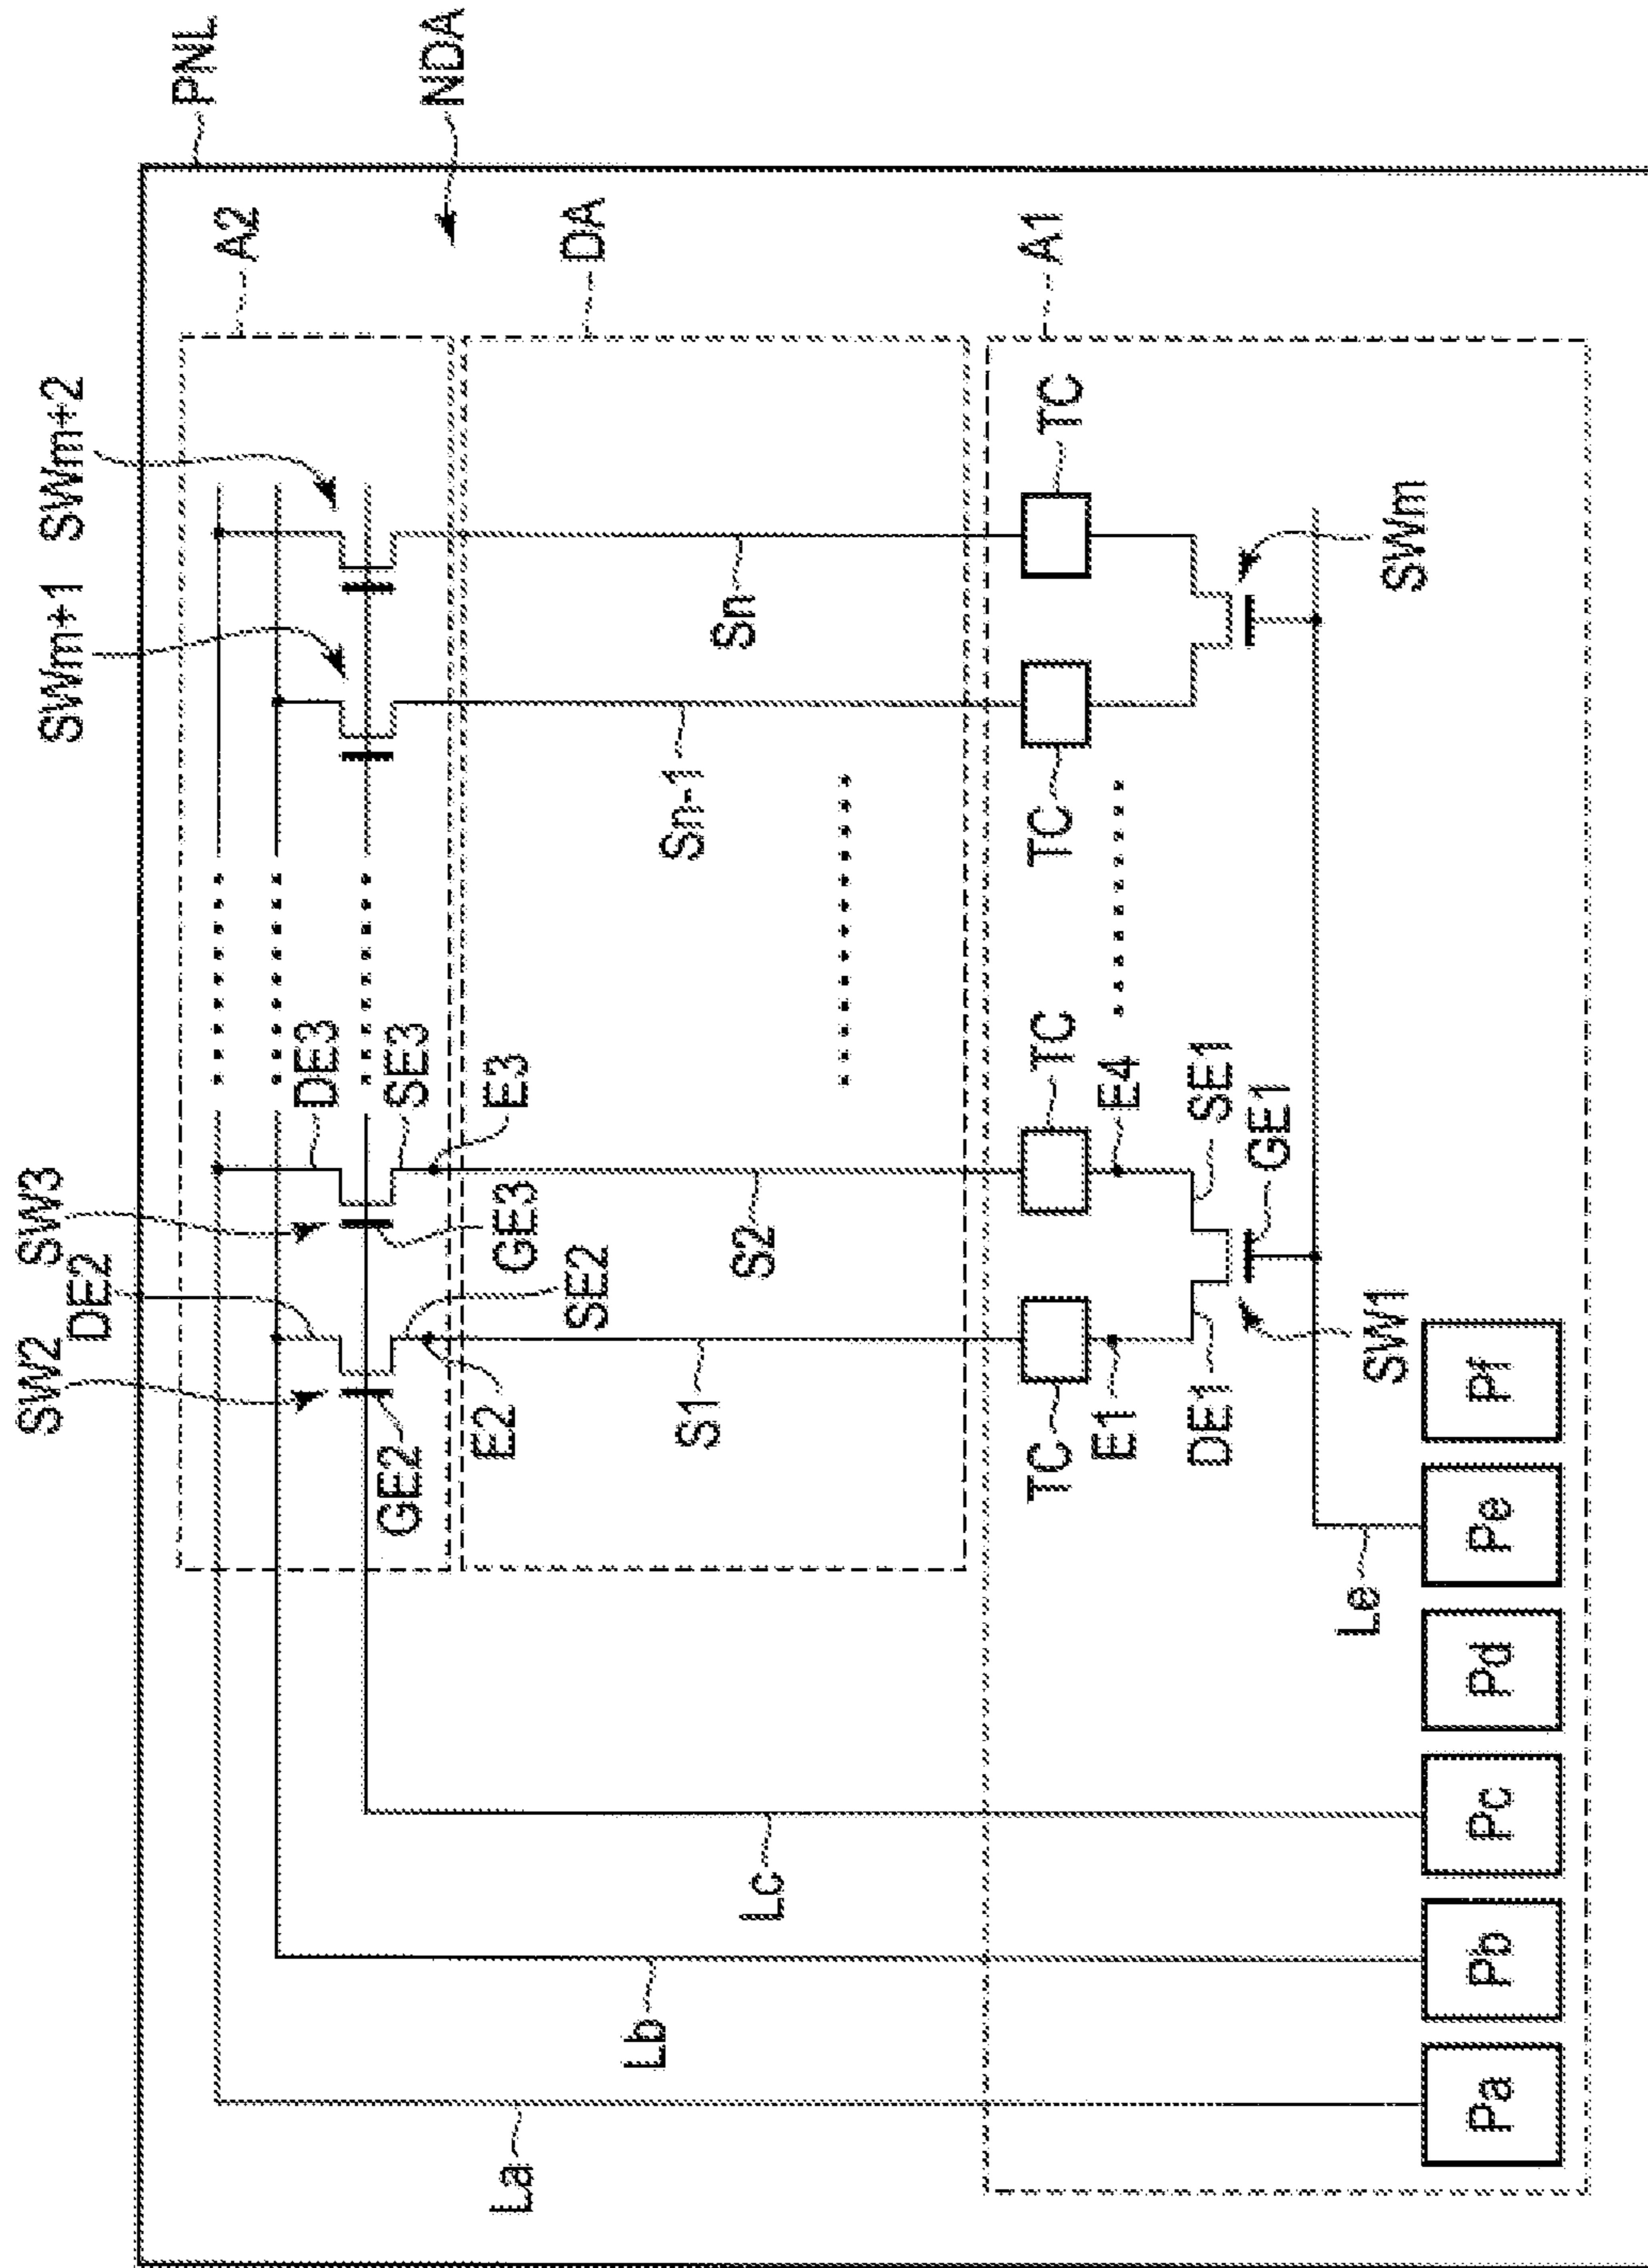 PNL
NDA
A2
DA
A1
SWm+2
SWm+1
SW3
DE2
SW2
DE3
SE3
E3
GE3
SE2
E2
GE2
Sn
Sn-1
S2
S1
TC
TC
TC
TC
E4
E1
SE1
GE1
DE1
SW1
SWm
La
Lb
Lc
Le
Pa
Pb
Pc
Pd
Pe
Pf